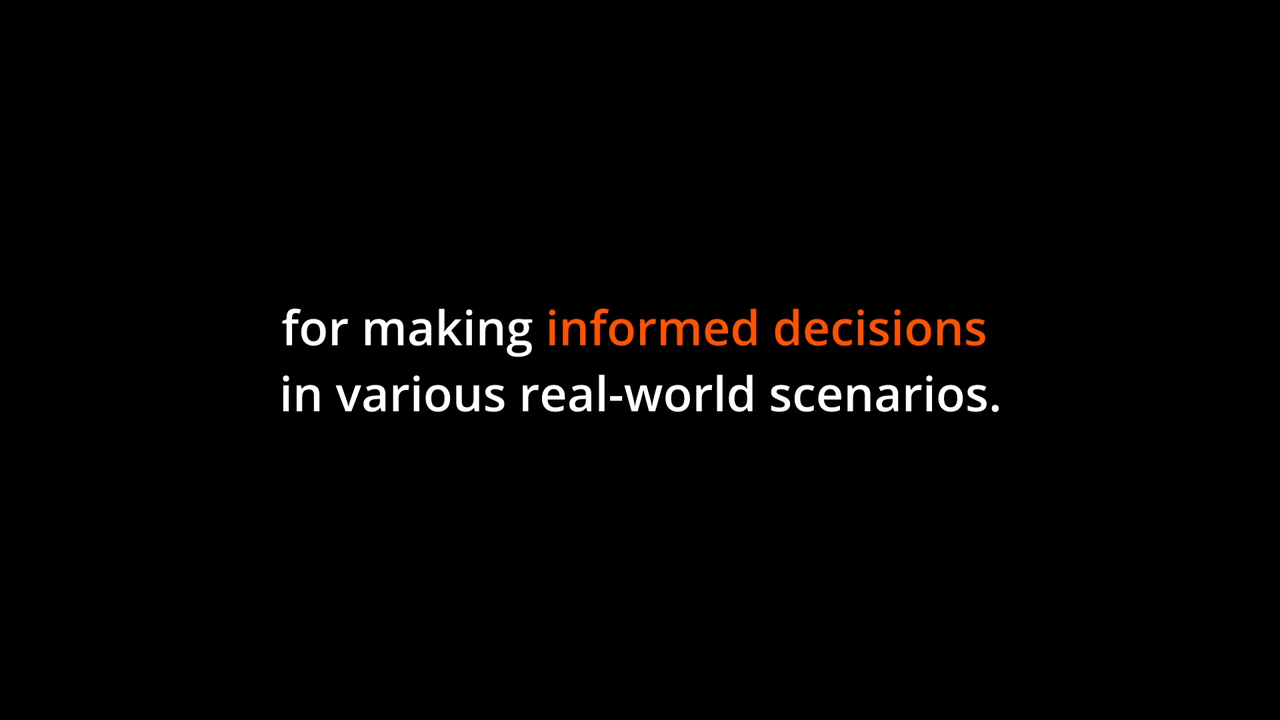 for making informed decisions
in various real-world scenarios.